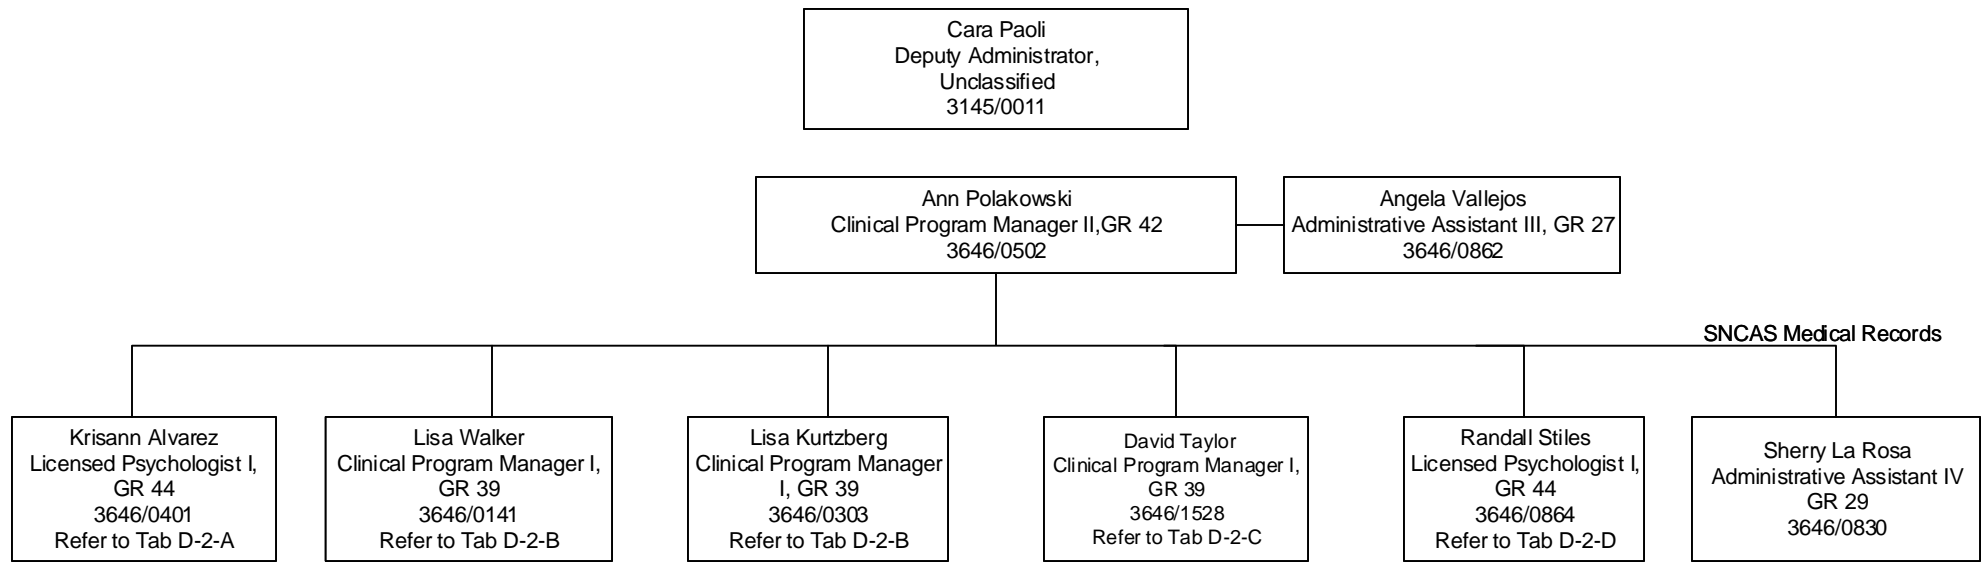 Cara Paoli
Deputy Administrator,
Unclassified
3145/0011
Ann Polakowski
Clinical Program Manager II,GR 42
3646/0502
Angela Vallejos
Administrative Assistant III, GR 27
3646/0862
SNCAS Medical Records
Krisann Alvarez
Licensed Psychologist I,
GR 44
3646/0401
Refer to Tab D-2-A
Lisa Walker
Clinical Program Manager I,
GR 39
3646/0141
Refer to Tab D-2-B
Lisa Kurtzberg
Clinical Program Manager
I, GR 39
3646/0303
Refer to Tab D-2-B
David Taylor
Clinical Program Manager I,
GR 39
3646/1528
Refer to Tab D-2-C
Randall Stiles
Licensed Psychologist I,
GR 44
3646/0864
Refer to Tab D-2-D
Sherry La Rosa
Administrative Assistant IV
GR 29
3646/0830